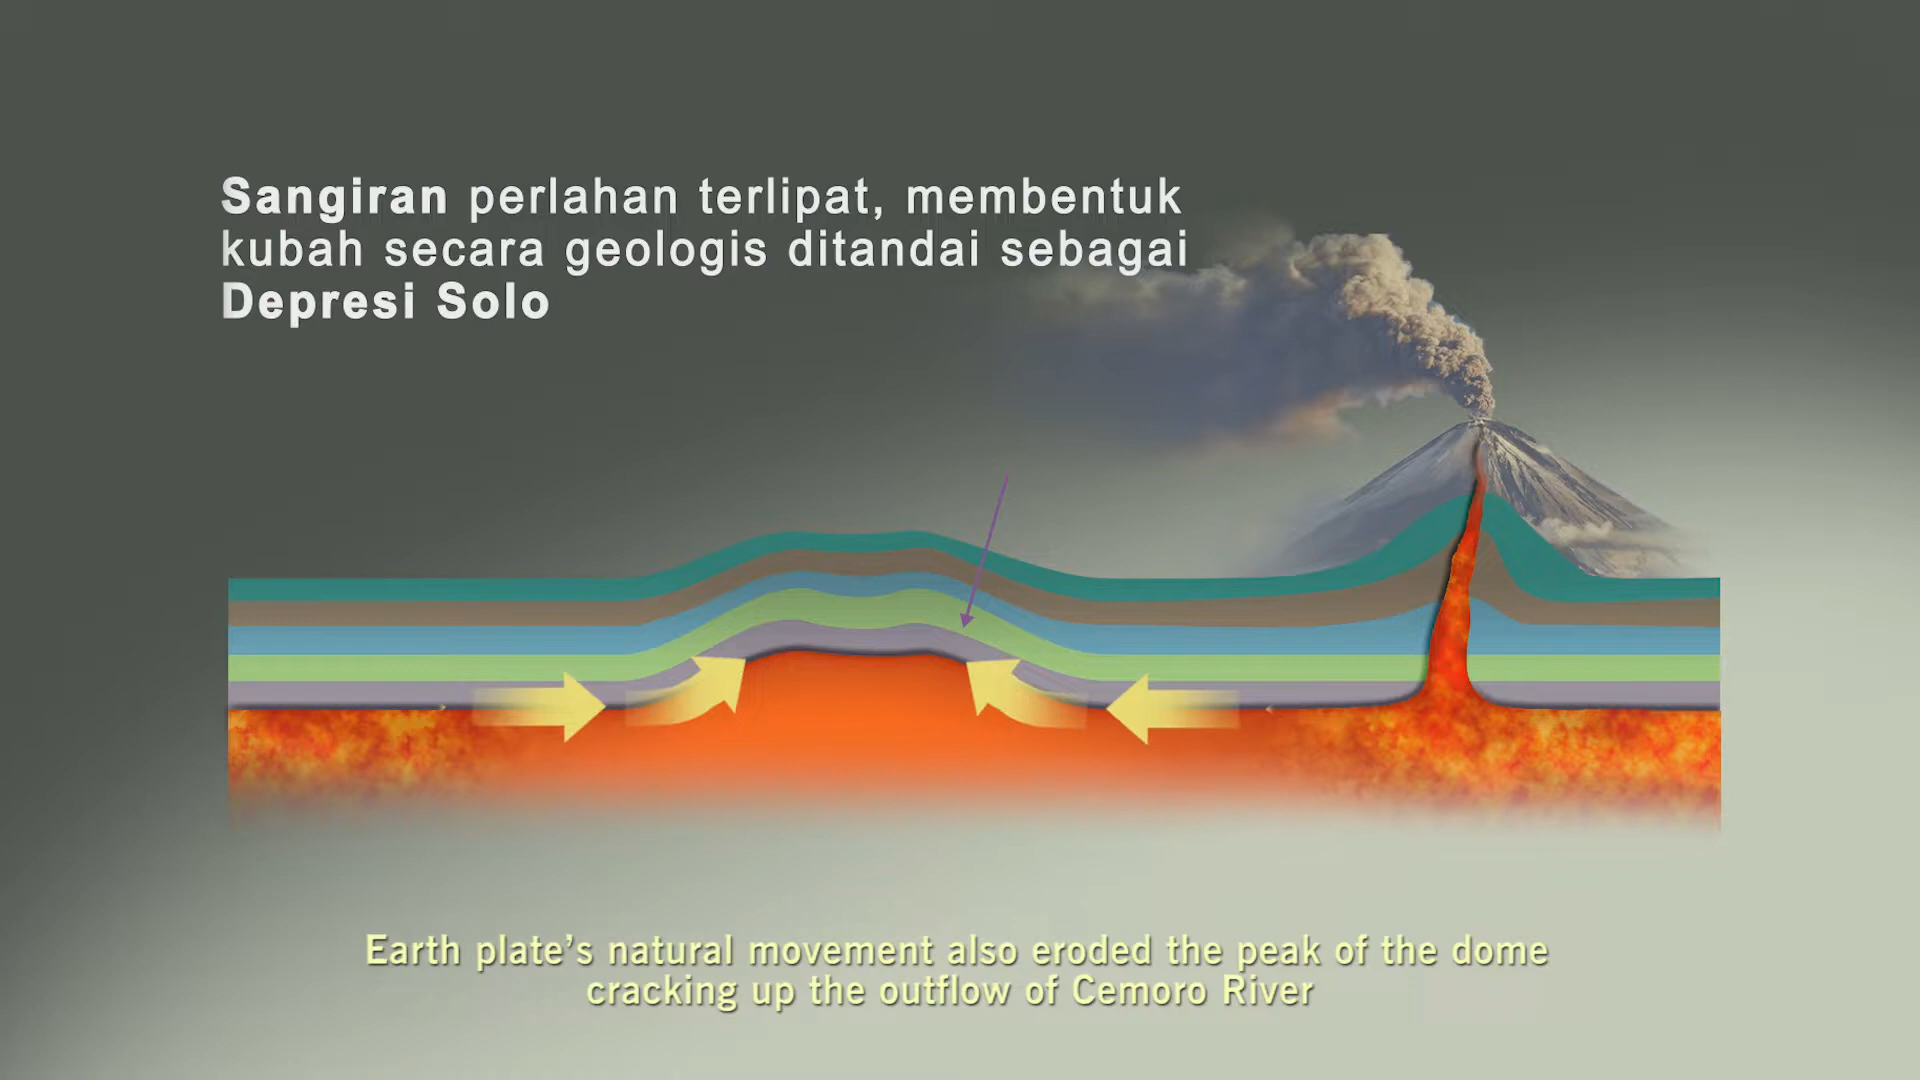 Sangiran perlahan terlipat, membentuk
kubah secara geologis ditandai sebagai
Depresi Solo
Earth plate's natural movement also eroded the peak of the dome
cracking up the outflow of Cemoro River